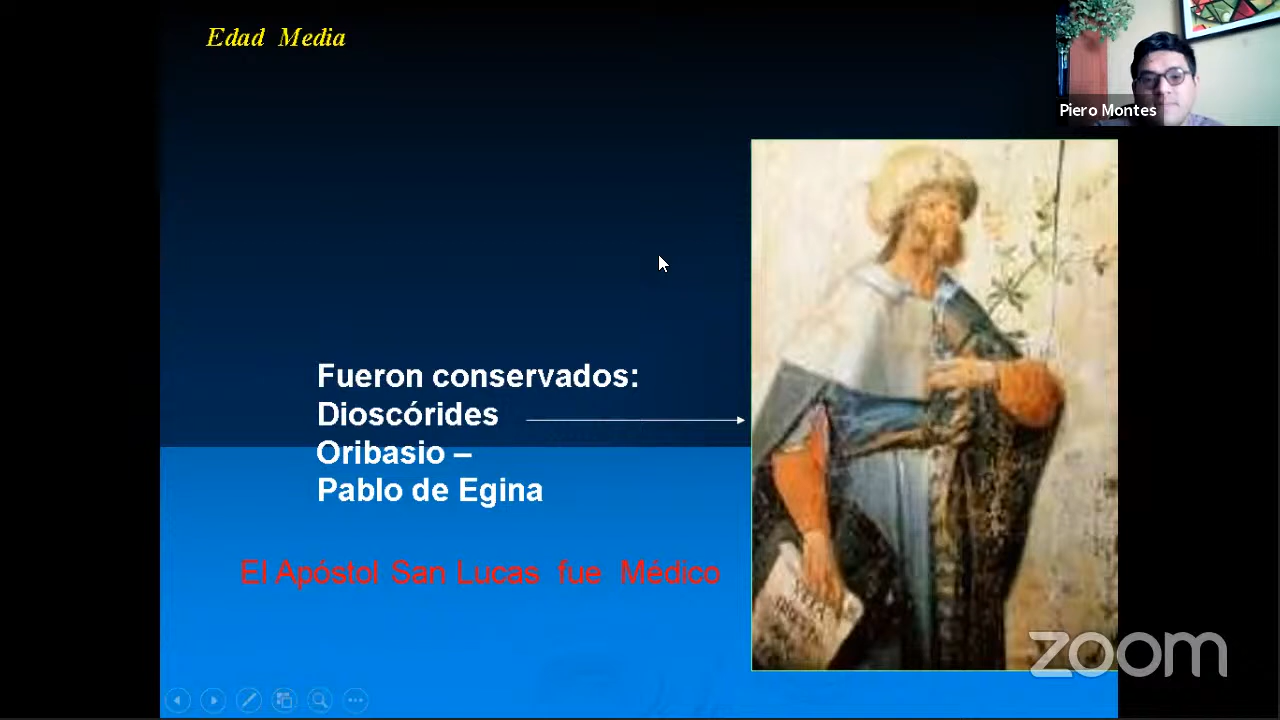 Edad Media
Piero Montes
Fueron conservados:
Dioscórides
Oribasio –
Pablo de Egina
El Apóstol San Lucas fue Médico
zoom